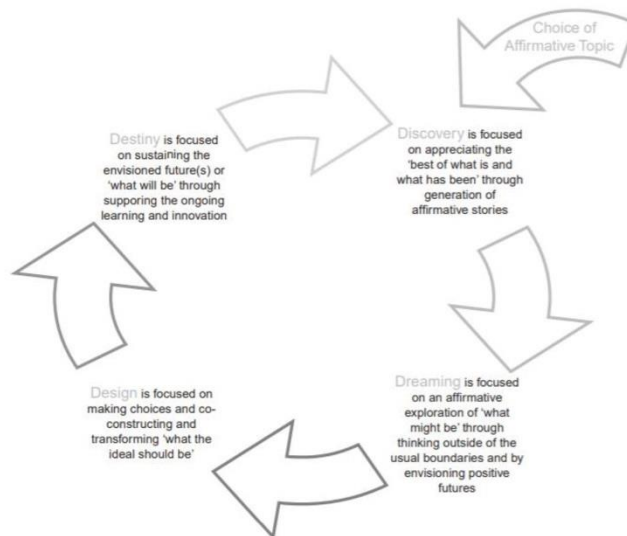 Choice of
Affirmative Topic
Discovery is focused
on appreciating the
'best of what is and
what has been' through
generation of
affirmative stories
Dreaming is focused
on an affirmative
exploration of 'what
might be' through
thinking outside of the
usual boundaries and by
envisioning positive
futures
Design is focused on
making choices and co-
constructing and
transforming 'what the
ideal should be'
Destiny is focused
on sustaining the
envisioned future(s) or
'what will be' through
supporing the ongoing
learning and innovation